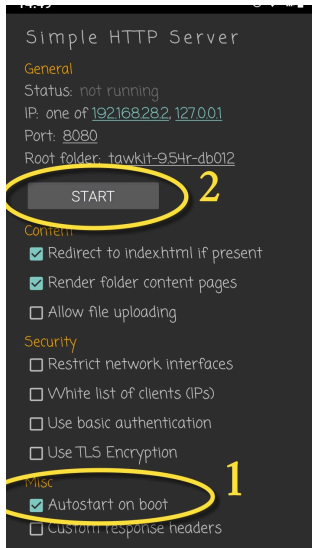 14:49
Simple HTTP Server
General
Status: not running
IP: one of 192.168.28.2, 127.0.0.1
Port: 8080
Root folder: tawkit-9.54r-db012
START
2
Content
Redirect to index.html if present
Render folder content pages
Allow file uploading
Security
Restrict network interfaces
White list of clients (IPs)
Use basic authentication
Use TLS Encryption
Misc
1
Autostart on boot
Custom response headers